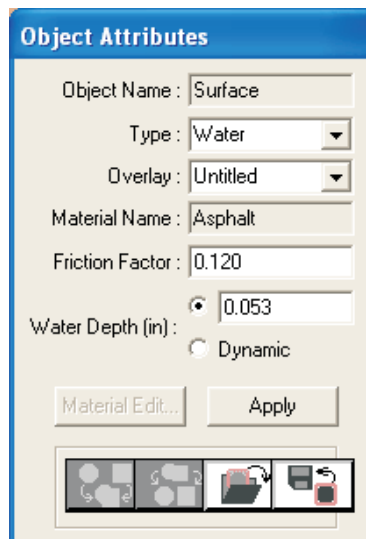 Object Attributes
Object Name : Surface
Type : Water
Overlay : Untitled
Material Name : Asphalt
Friction Factor : 0.120
0.053
Water Depth (in) :
Dynamic
Material Edit... Apply